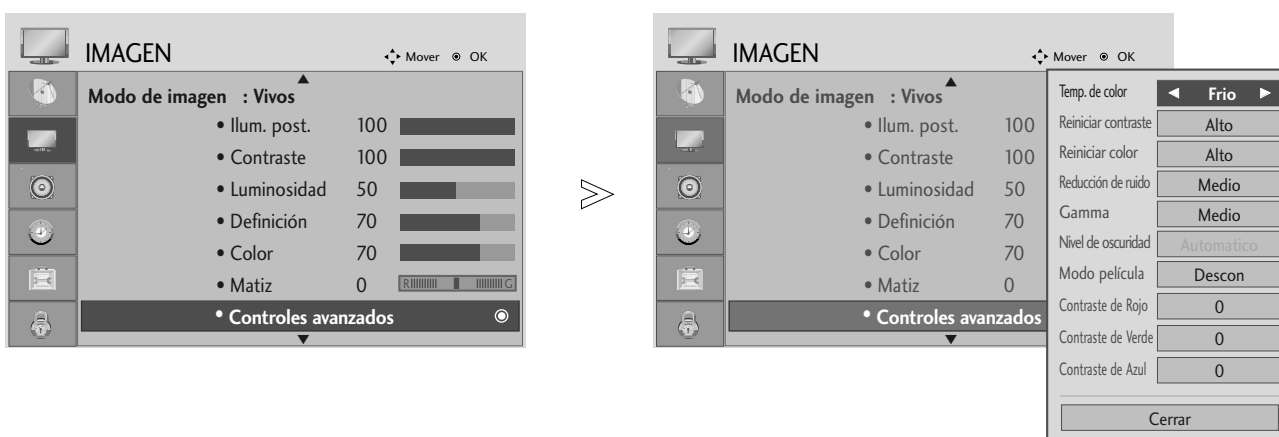 IMAGEN
Mover OK
Modo de imagen : Vivos
• Ilum. post. 100
• Contraste 100
• Luminosidad 50
• Definición 70
• Color 70
• Matiz 0 R G
• Controles avanzados
IMAGEN
Mover OK
Modo de imagen : Vivos
• Ilum. post. 100
• Contraste 100
• Luminosidad 50
• Definición 70
• Color 70
• Matiz 0
• Controles avanzados
Temp. de color Frio
Reiniciar contraste Alto
Reiniciar color Alto
Reducción de ruido Medio
Gamma Medio
Nivel de oscuridad Automatico
Modo película Descon
Contraste de Rojo 0
Contraste de Verde 0
Contraste de Azul 0
Cerrar